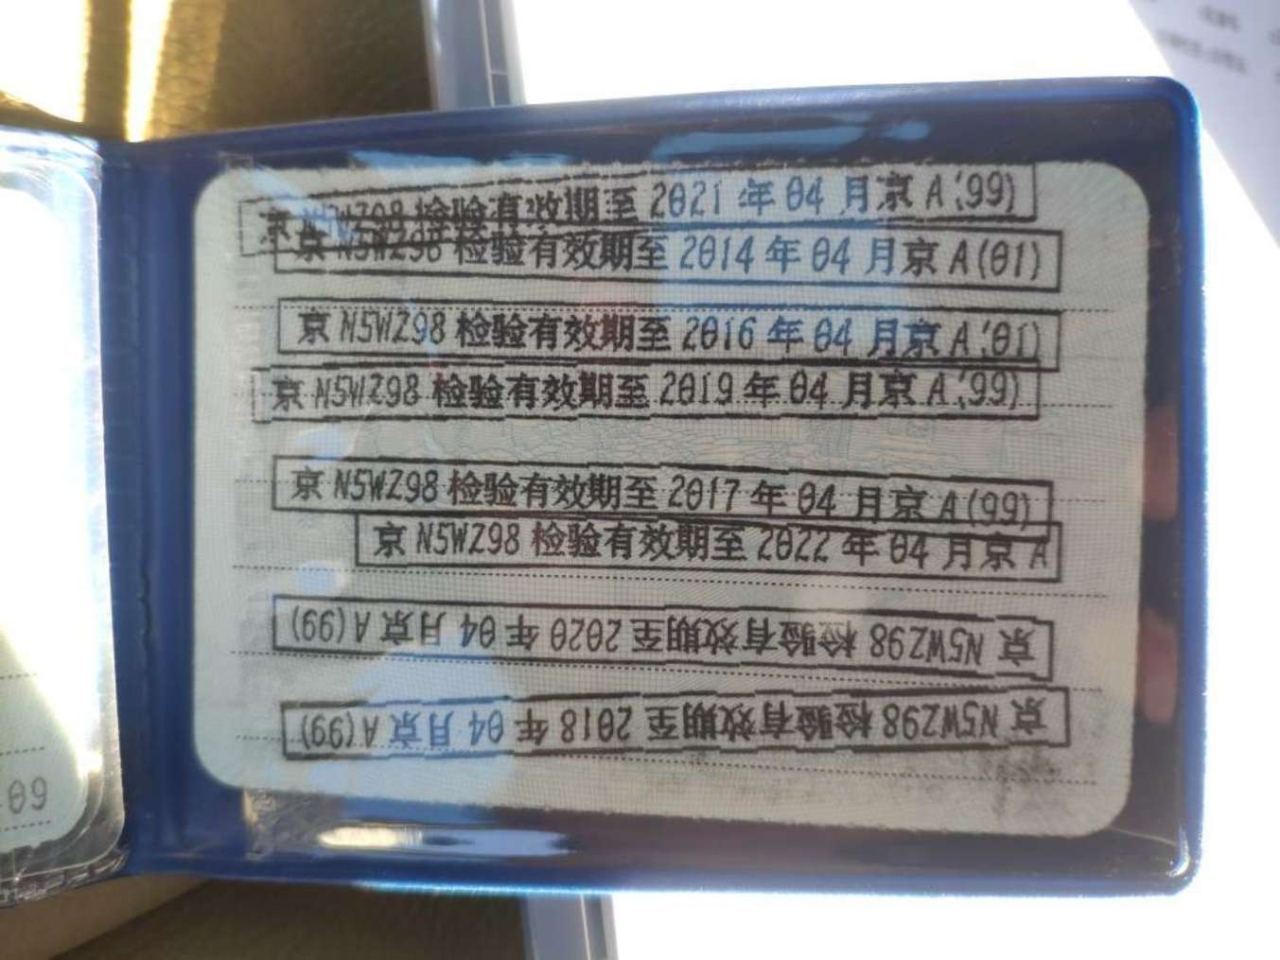 京 N5WZ98 检验有效期至 2021 年 04 月京 A(99)
京 N5WZ98 检验有效期至 2014 年 04 月京 A(01)
京 N5WZ98 检验有效期至 2016 年 04 月京 A(01)
京 N5WZ98 检验有效期至 2019 年 04 月京 A(99)
京 N5WZ98 检验有效期至 2017 年 04 月京 A(99)
京 N5WZ98 检验有效期至 2022 年 04 月京 A
京 N5WZ98 检验有效期至 2020 年 04 月京 A(99)
京 N5WZ98 检验有效期至 2018 年 04 月京 A(99)